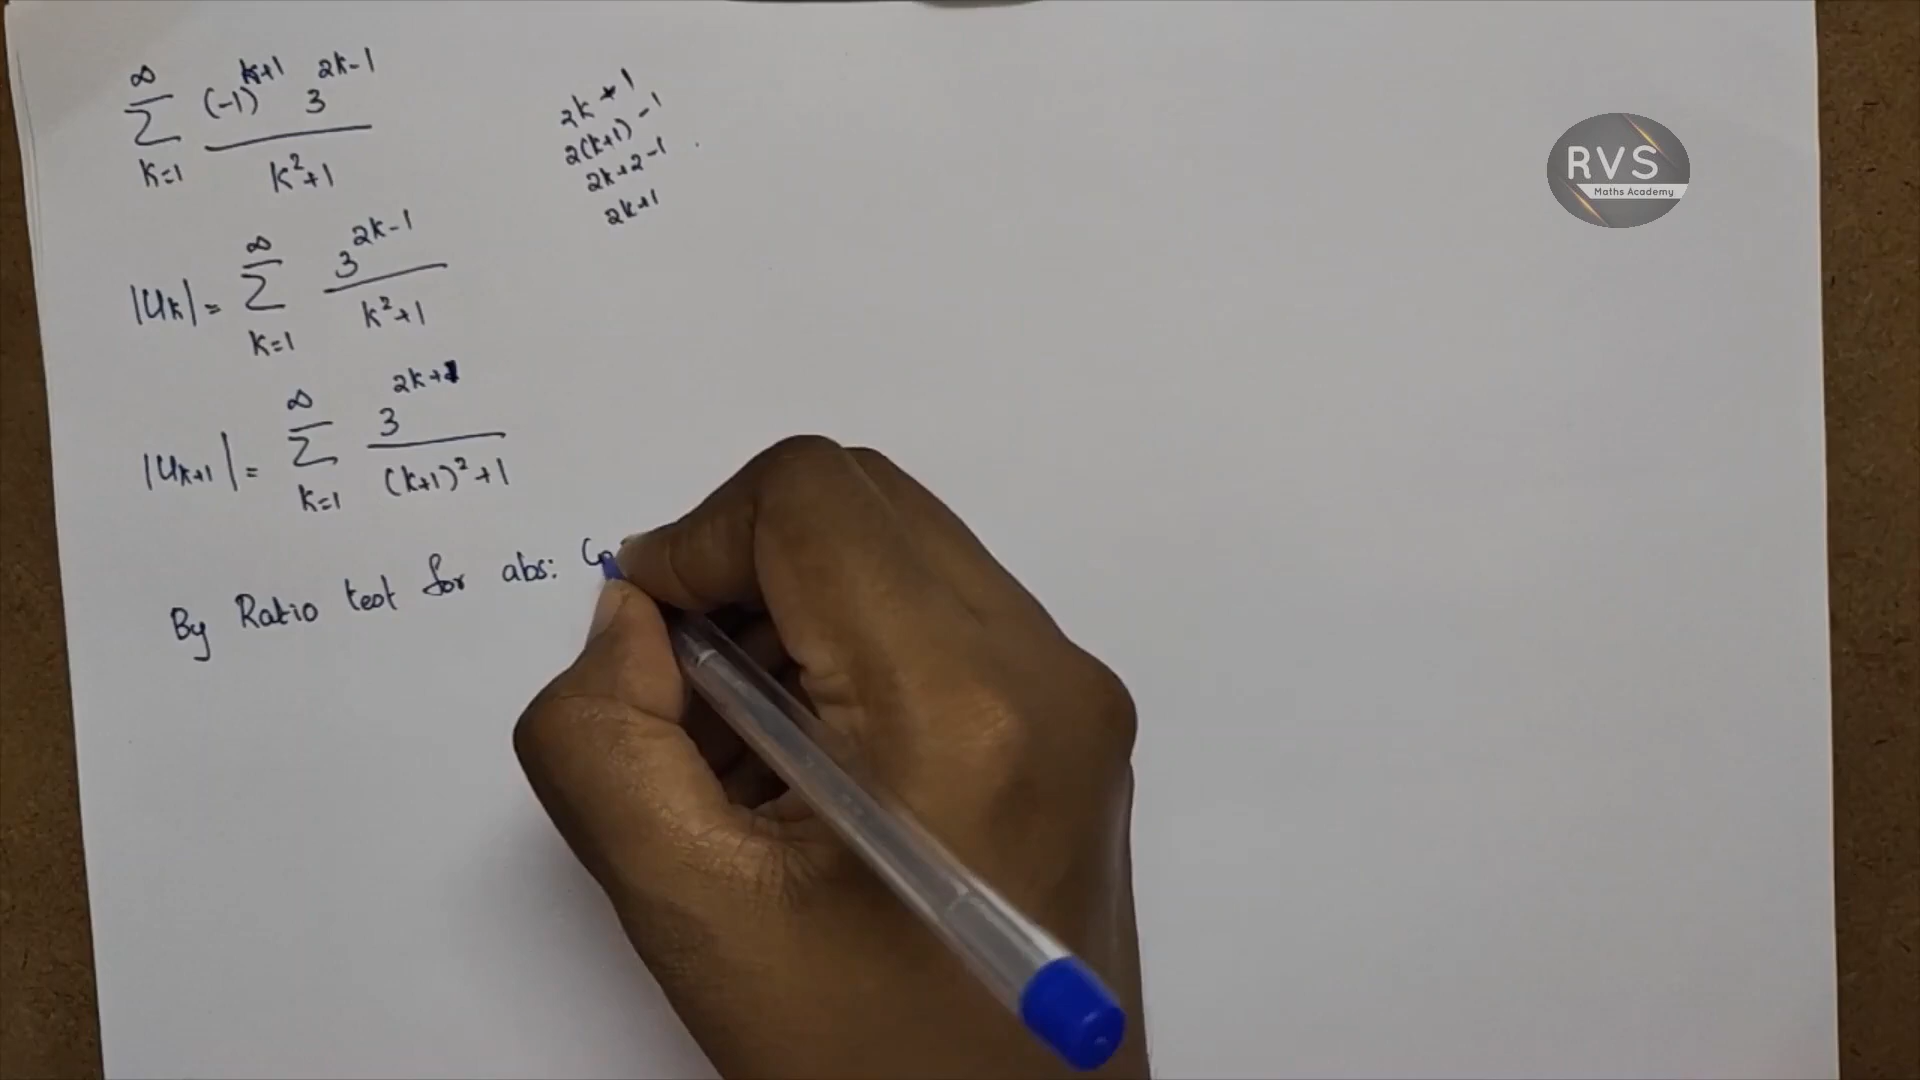 ∞
∑ (-1)^{k+1} 3^{2k-1} / k²+1
k=1
2k + 1
2(k+1) - 1
2k+2-1
2k+1
|U_k| = ∞ ∑ k=1 3^{2k-1} / k²+1
|U_{k+1}| = ∞ ∑ k=1 3^{2k+1} / (k+1)²+1
By Ratio test for abs:
RVS
Maths Academy